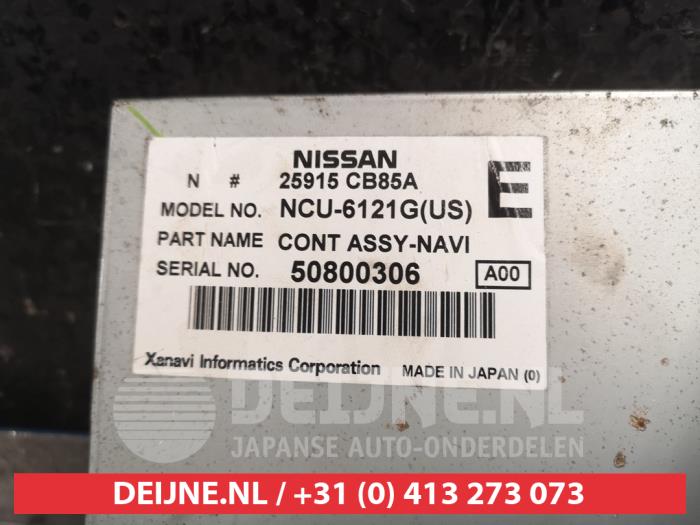 NISSAN
N # 25915 CB85A
E
MODEL NO. NCU-6121G(US)
PART NAME CONT ASSY-NAVI
SERIAL NO. 50800306 A00
Xanavi Informatics Corporation MADE IN JAPAN (0)
DEIJNE.NL
JAPANSE AUTO-ONDERDELEN
DEIJNE.NL / +31 (0) 413 273 073